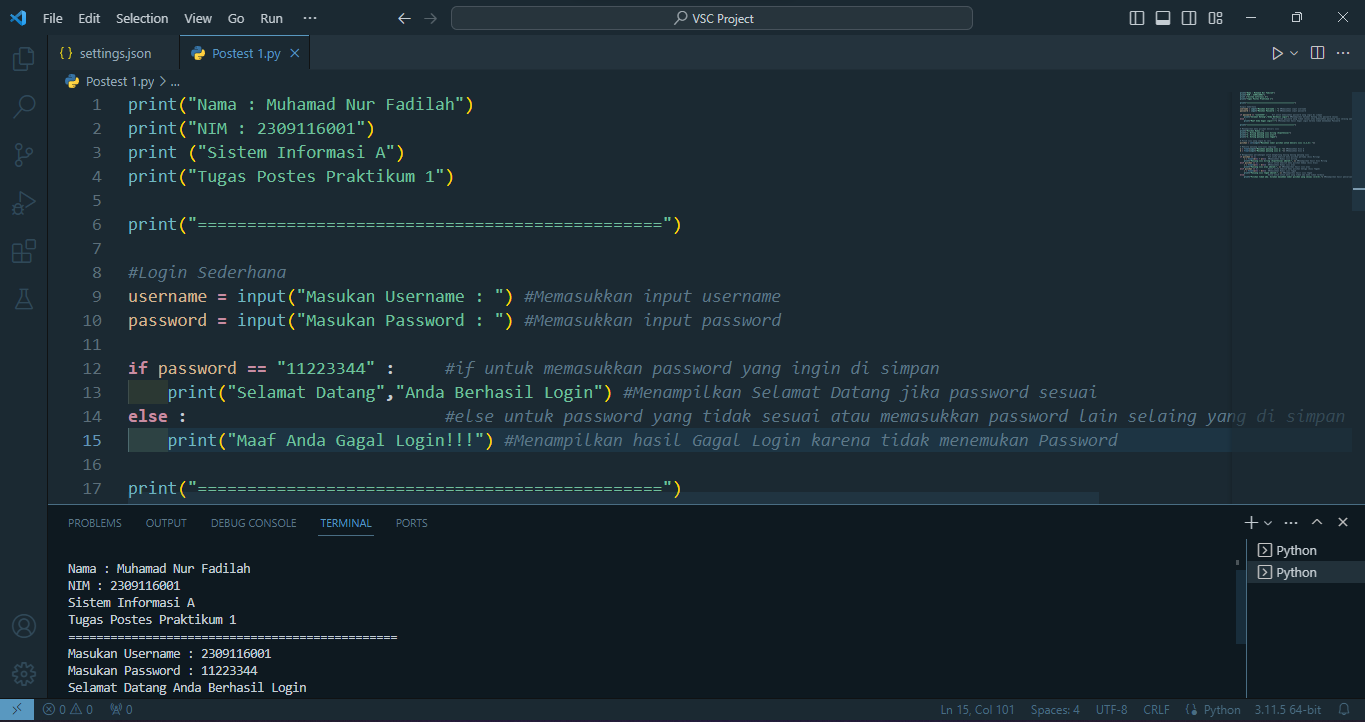 File Edit Selection View Go Run ··· VSC Project
{ } settings.json Postest 1.py
Postest 1.py > ...
1 print("Nama : Muhamad Nur Fadilah")
2 print("NIM : 2309116001")
3 print ("Sistem Informasi A")
4 print("Tugas Postes Praktikum 1")
5
6 print("===============================================")
7
8 #Login Sederhana
9 username = input("Masukan Username : ") #Memasukkan input username
10 password = input("Masukan Password : ") #Memasukkan input password
11
12 if password == "11223344" : #if untuk memasukkan password yang ingin di simpan
13 print("Selamat Datang","Anda Berhasil Login") #Menampilkan Selamat Datang jika password sesuai
14 else : #else untuk password yang tidak sesuai atau memasukkan password lain selaing yang di simpan
15 print("Maaf Anda Gagal Login!!!") #Menampilkan hasil Gagal Login karena tidak menemukan Password
16
17 print("===============================================")
PROBLEMS OUTPUT DEBUG CONSOLE TERMINAL PORTS
Python
Python
Nama : Muhamad Nur Fadilah
NIM : 2309116001
Sistem Informasi A
Tugas Postes Praktikum 1
===============================================
Masukan Username : 2309116001
Masukan Password : 11223344
Selamat Datang Anda Berhasil Login
0 0 0 Ln 15, Col 101 Spaces: 4 UTF-8 CRLF Python 3.11.5 64-bit